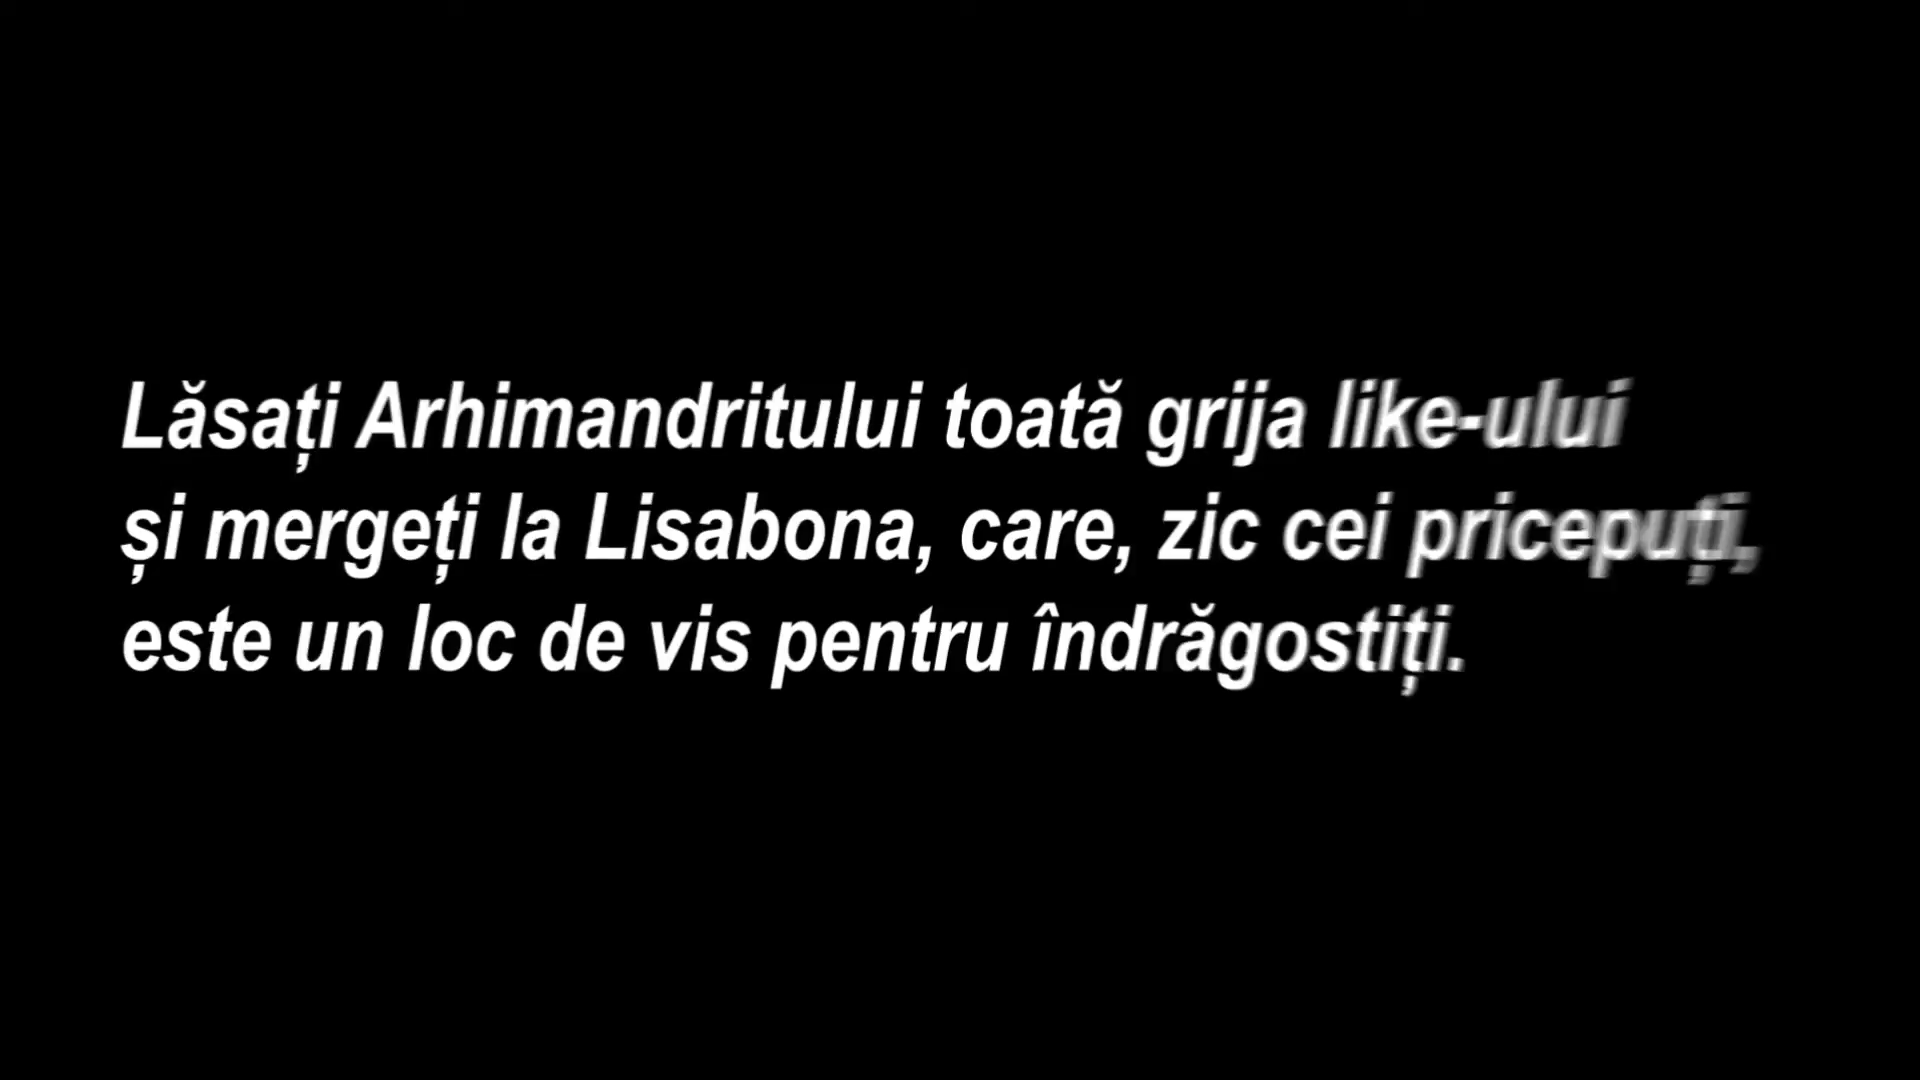 Lăsați Arhimandritului toată grija like-ului
și mergeți la Lisabona, care, zic cei pricepuți,
este un loc de vis pentru îndrăgostiți.